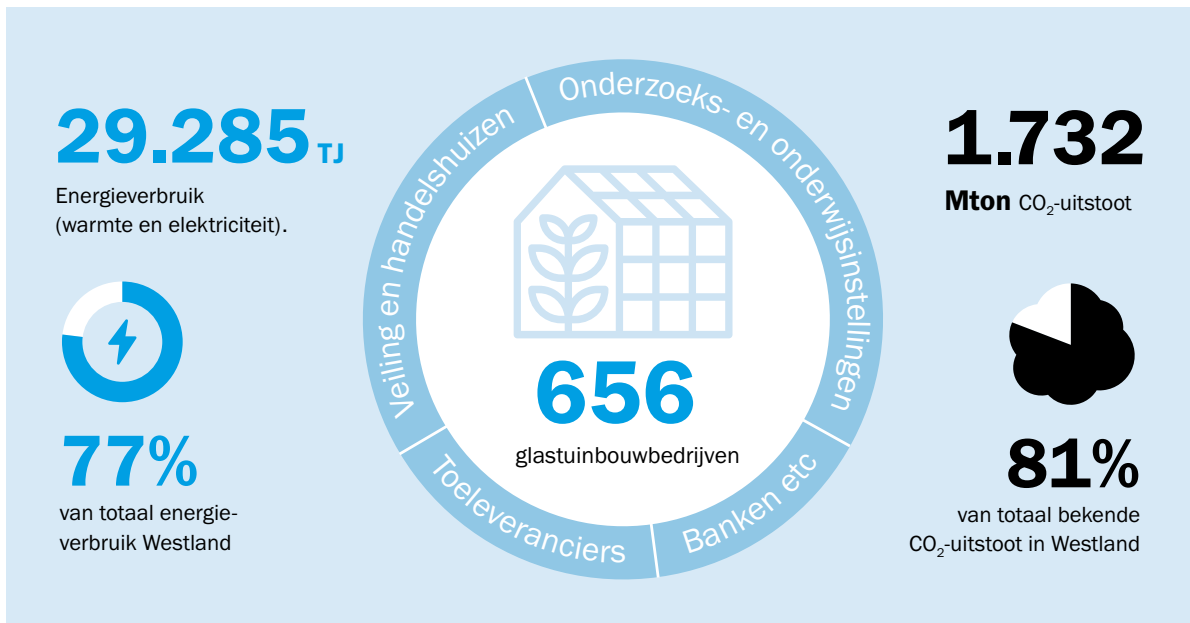 29.285 TJ
Energieverbruik
(warmte en elektriciteit).
77%
van totaal energie-
verbruik Westland
Veiling en handelshuizen
Onderzoeks- en onderwijsinstellingen
Banken etc
Toeleveranciers
656
glastuinbouwbedrijven
1.732
Mton CO₂-uitstoot
81%
van totaal bekende
CO₂-uitstoot in Westland